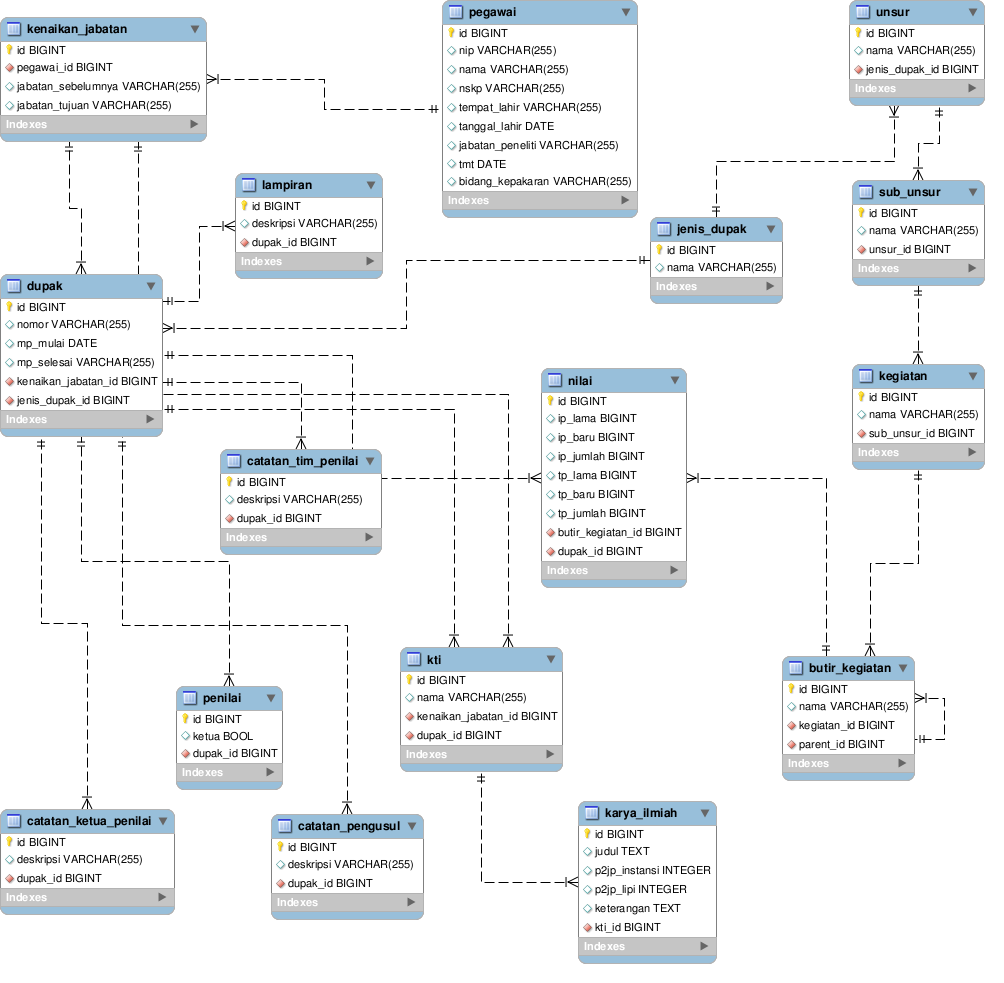 kenaikan_jabatan
id BIGINT
pegawai_id BIGINT
jabatan_sebelumnya VARCHAR(255)
jabatan_tujuan VARCHAR(255)
Indexes
pegawai
id BIGINT
nip VARCHAR(255)
nama VARCHAR(255)
nskp VARCHAR(255)
tempat_lahir VARCHAR(255)
tanggal_lahir DATE
jabatan_peneliti VARCHAR(255)
tmt DATE
bidang_kepakaran VARCHAR(255)
Indexes
unsur
id BIGINT
nama VARCHAR(255)
jenis_dupak_id BIGINT
Indexes
lampiran
id BIGINT
deskripsi VARCHAR(255)
dupak_id BIGINT
Indexes
sub_unsur
id BIGINT
nama VARCHAR(255)
unsur_id BIGINT
Indexes
jenis_dupak
id BIGINT
nama VARCHAR(255)
Indexes
dupak
id BIGINT
nomor VARCHAR(255)
mp_mulai DATE
mp_selesai VARCHAR(255)
kenaikan_jabatan_id BIGINT
jenis_dupak_id BIGINT
Indexes
nilai
id BIGINT
ip_lama BIGINT
ip_baru BIGINT
ip_jumlah BIGINT
tp_lama BIGINT
tp_baru BIGINT
tp_jumlah BIGINT
butir_kegiatan_id BIGINT
dupak_id BIGINT
Indexes
kegiatan
id BIGINT
nama VARCHAR(255)
sub_unsur_id BIGINT
Indexes
catatan_tim_penilai
id BIGINT
deskripsi VARCHAR(255)
dupak_id BIGINT
Indexes
kti
id BIGINT
nama VARCHAR(255)
kenaikan_jabatan_id BIGINT
dupak_id BIGINT
Indexes
butir_kegiatan
id BIGINT
nama VARCHAR(255)
kegiatan_id BIGINT
parent_id BIGINT
Indexes
penilai
id BIGINT
ketua BOOL
dupak_id BIGINT
Indexes
catatan_ketua_penilai
id BIGINT
deskripsi VARCHAR(255)
dupak_id BIGINT
Indexes
catatan_pengusul
id BIGINT
deskripsi VARCHAR(255)
dupak_id BIGINT
Indexes
karya_ilmiah
id BIGINT
judul TEXT
p2jp_instansi INTEGER
p2jp_lipi INTEGER
keterangan TEXT
kti_id BIGINT
Indexes